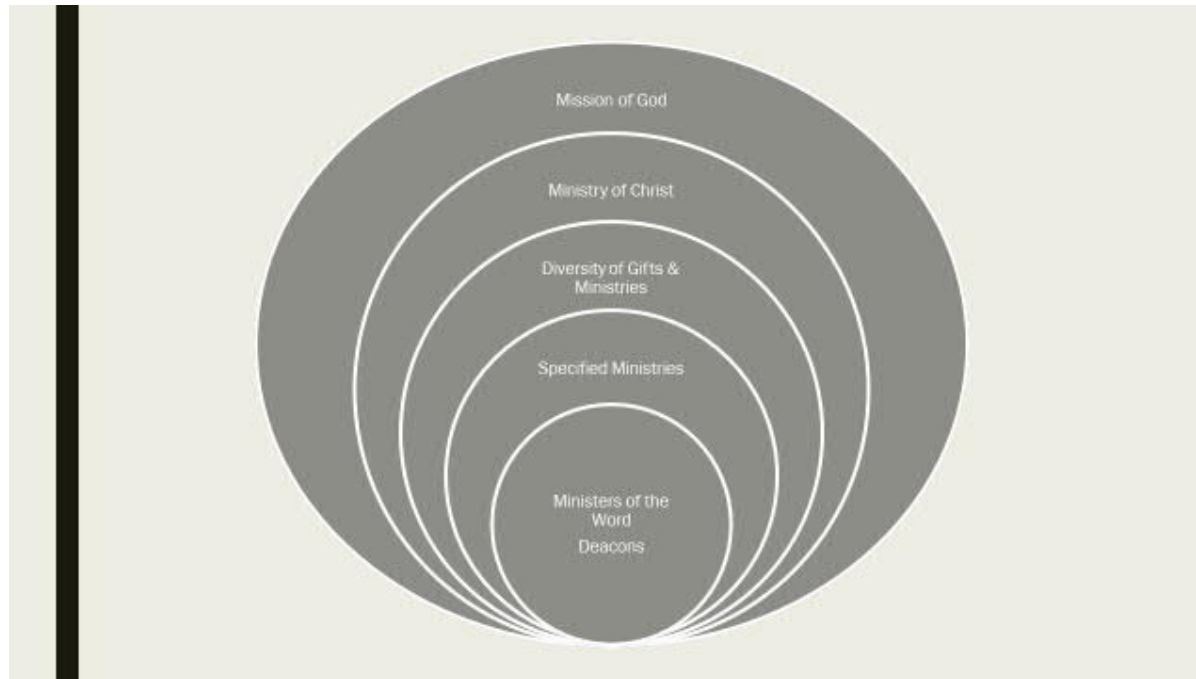 Mission of God
Ministry of Christ
Diversity of Gifts &
Ministries
Specified Ministries
Ministers of the
Word
Deacons